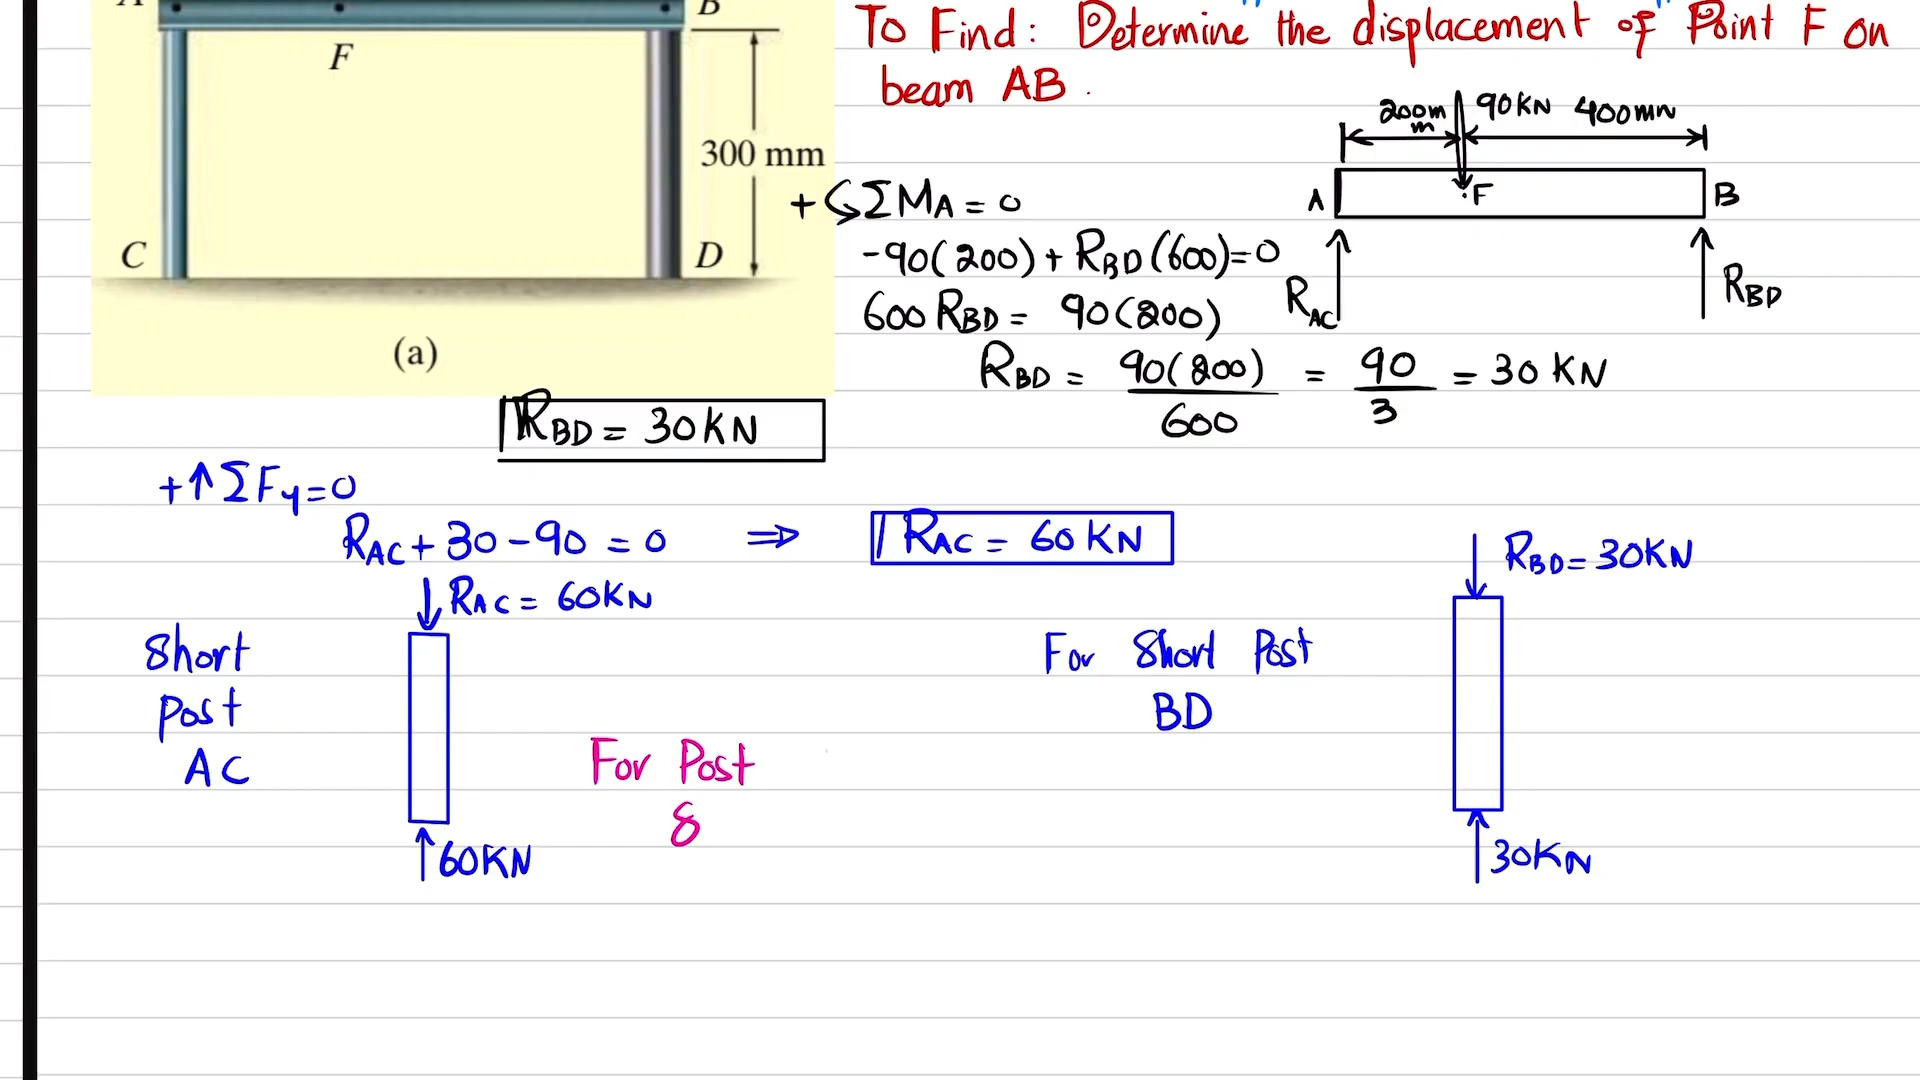 B
F
300 mm
C
D
(a)
To Find: Determine the displacement of Point F on
beam AB.
200m
m
90KN
400mm
A
F
B
RAC
RBD
+ ΣMA = 0
-90(200) + RBD(600)=0
600 RBD = 90(200)
RBD = 90(200)/600 = 90/3 = 30 KN
RBD = 30KN
+↑ΣFy=0
RAC + 30 - 90 = 0 ⇒ RAC = 60KN
↓RAC = 60KN
Short
Post
AC
↑60KN
For Post
δ
For Short Post
BD
↓RBD = 30KN
↑30KN